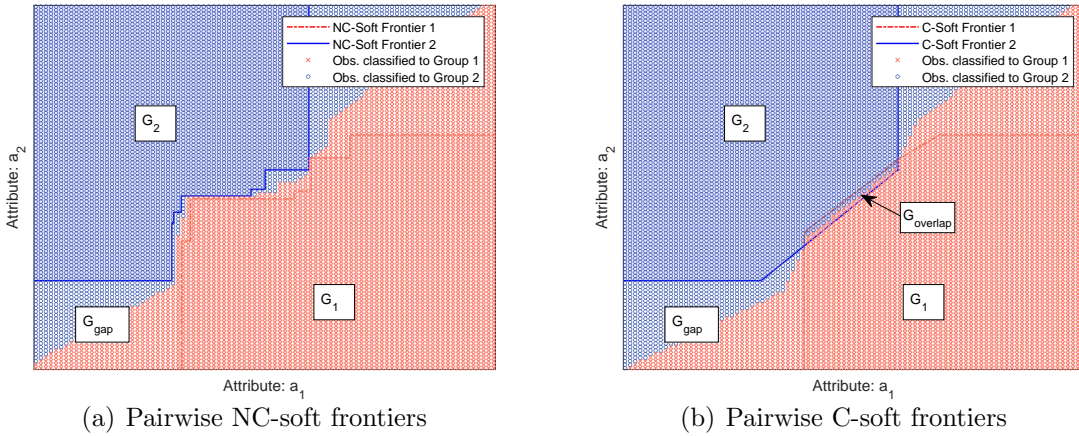 NC-Soft Frontier 1
NC-Soft Frontier 2
Obs. classified to Group 1
Obs. classified to Group 2
G2
G1
Ggap
Attribute: a2
Attribute: a1
(a) Pairwise NC-soft frontiers
C-Soft Frontier 1
C-Soft Frontier 2
Obs. classified to Group 1
Obs. classified to Group 2
G2
Goverlap
G1
Ggap
Attribute: a2
Attribute: a1
(b) Pairwise C-soft frontiers